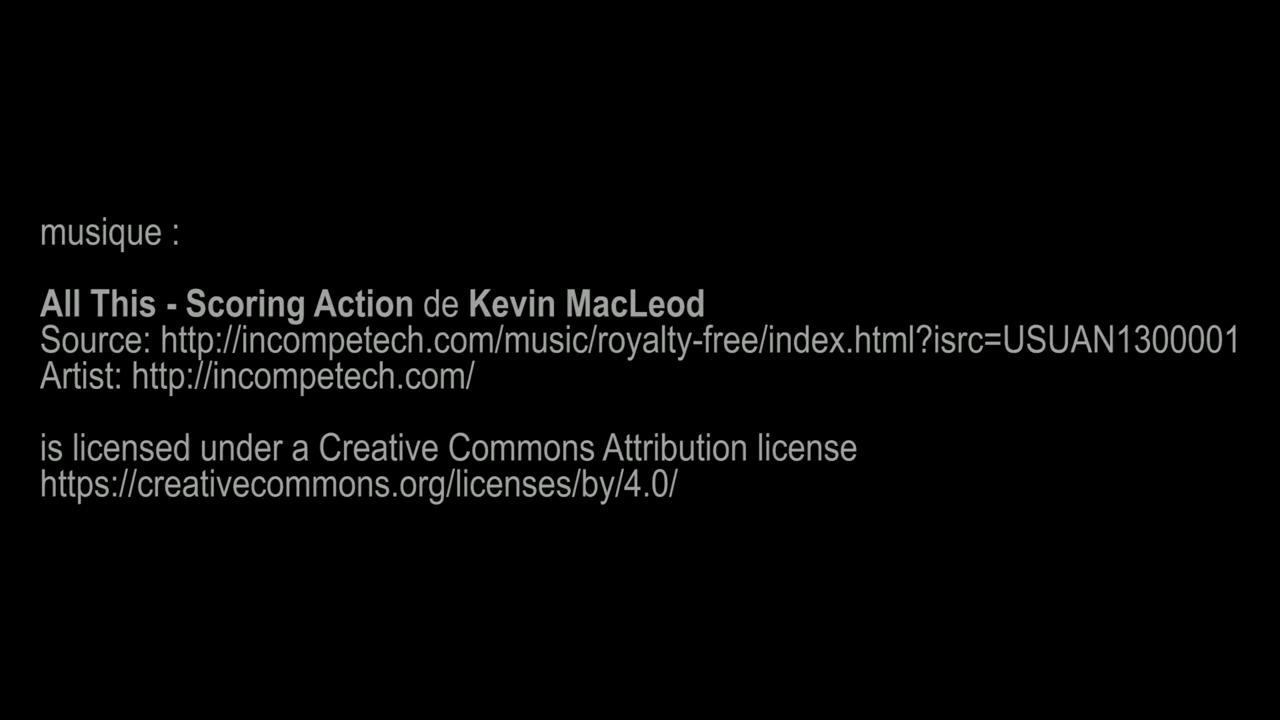 musique :
All This - Scoring Action de Kevin MacLeod
Source: http://incompetech.com/music/royalty-free/index.html?isrc=USUAN1300001
Artist: http://incompetech.com/
is licensed under a Creative Commons Attribution license
https://creativecommons.org/licenses/by/4.0/